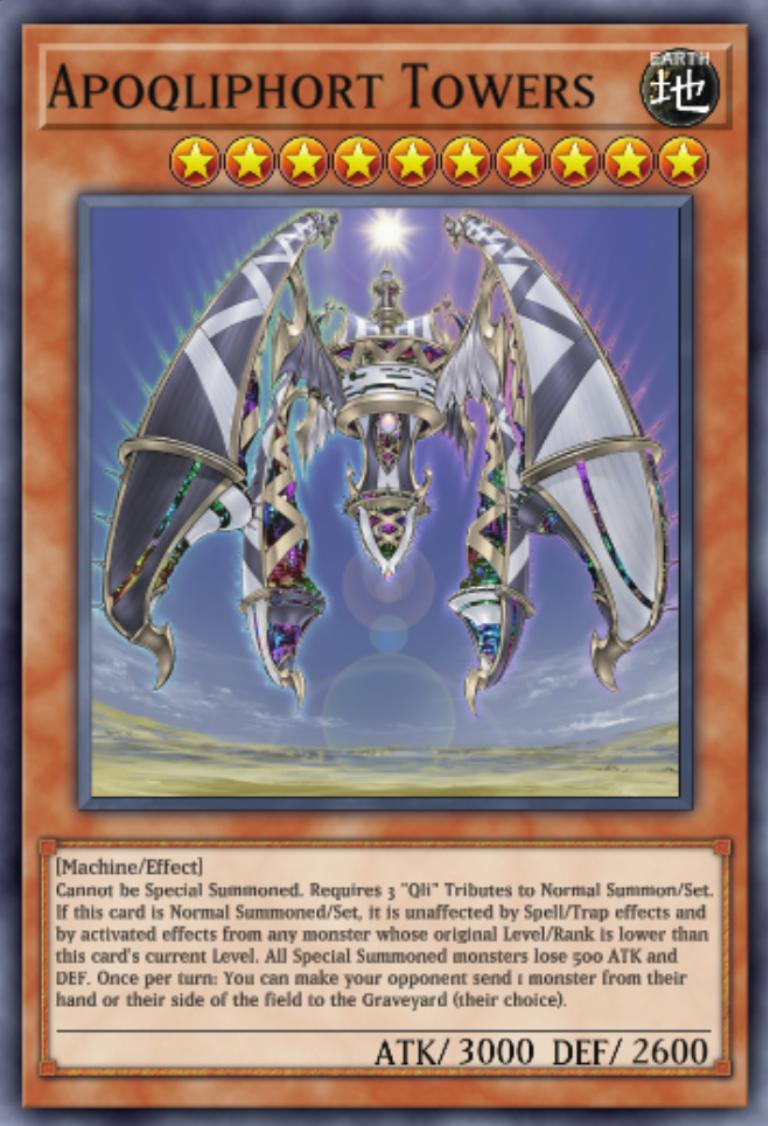 Apoqliphort Towers
EARTH
地
[Machine/Effect]
Cannot be Special Summoned. Requires 3 "Qli" Tributes to Normal Summon/Set.
If this card is Normal Summoned/Set, it is unaffected by Spell/Trap effects and
by activated effects from any monster whose original Level/Rank is lower than
this card's current Level. All Special Summoned monsters lose 500 ATK and
DEF. Once per turn: You can make your opponent send 1 monster from their
hand or their side of the field to the Graveyard (their choice).
ATK/ 3000 DEF/ 2600